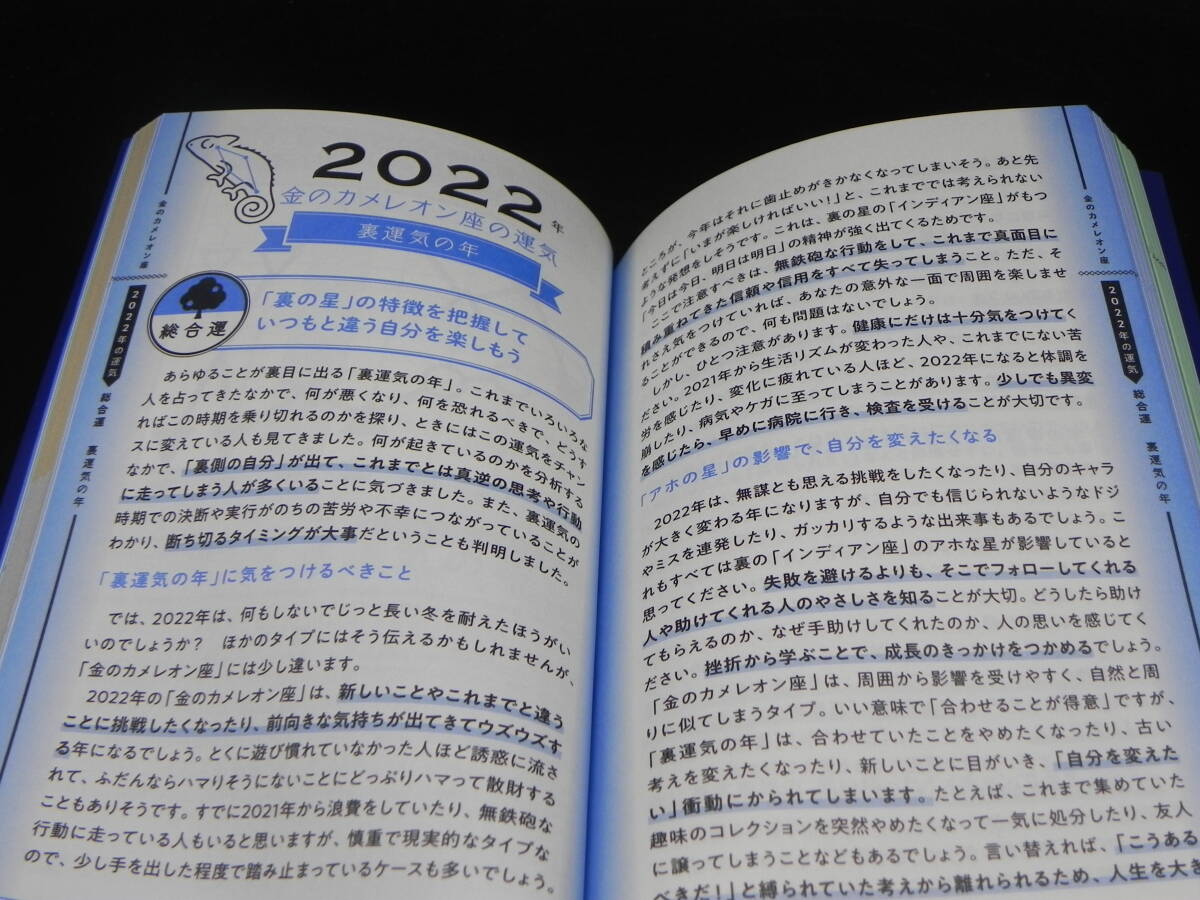 金のカメレオン座
2022年の運気
総合運
裏運気の年
2022年
金のカメレオン座の運気
裏運気の年
総合運
「裏の星」の特徴を把握して
いつもと違う自分を楽しもう
あらゆることが裏目に出る「裏運気の年」。これまでいろいろな
人を占ってきたなかで、何が悪くなり、何を恐れるべきで、どうす
ればこの時期を乗り切れるのかを探り、ときにはこの運気をチャン
スに変えている人も見てきました。何が起きているのかを分析する
なかで、「裏側の自分」が出て、これまでとは真逆の思考や行動
に走ってしまう人が多くいることに気づきました。また、裏運気の
時期での決断や実行がのちの苦労や不幸につながっていることが
わかり、断ち切るタイミングが大事だということも判明しました。
「裏運気の年」に気をつけるべきこと
では、2022年は、何もしないでじっと長い冬を耐えたほうがい
いのでしょうか？　ほかのタイプにはそう伝えるかもしれませんが、
「金のカメレオン座」には少し違います。
2022年の「金のカメレオン座」は、新しいことやこれまでと違う
ことに挑戦したくなったり、前向きな気持ちが出てきてウズウズす
る年になるでしょう。とくに遊び慣れていなかった人ほど誘惑に流さ
れて、ふだんならハマりそうにないことにどっぷりハマって散財する
こともありそうです。すでに2021年から浪費をしていたり、無鉄砲な
行動に走っている人もいると思いますが、慎重で現実的なタイプな
ので、少し手を出した程度で踏み止まっているケースも多いでしょう。
ところが、今年はそれに歯止めがきかなくなってしまいそう。あと先
考えずに「いまが楽しければいい！」と、これまででは考えられない
ような発想をしそうです。これは、裏の星の「インディアン座」がもつ
「今日は今日、明日は明日」の精神が強く出てくるためです。
ここで注意すべきは、無鉄砲な行動をして、これまで真面目に
積み重ねてきた信頼や信用をすべて失ってしまうこと。ただ、そ
れさえ気をつけていれば、あなたの意外な一面で周囲を楽しませ
ることができるので、何も問題はないでしょう。
しかし、ひとつ注意があります。健康にだけは十分気をつけてく
ださい。2021年から生活リズムが変わった人や、これまでにない苦
労を感じたり、変化に疲れている人ほど、2022年になると体調を
崩したり、病気やケガに至ってしまうことがあります。少しでも異変
を感じたら、早めに病院に行き、検査を受けることが大切です。
「アホの星」の影響で、自分を変えたくなる
2022年は、無謀とも思える挑戦をしたくなったり、自分のキャラ
が大きく変わる年になりますが、自分でも信じられないようなドジ
やミスを連発したり、ガッカリするような出来事もあるでしょう。こ
れもすべては裏の「インディアン座」のアホな星が影響していると
思ってください。失敗を避けるよりも、そこでフォローしてくれる
人や助けてくれる人のやさしさを知ることが大切。どうしたら助け
てもらえるのか、なぜ手助けしてくれたのか、人の思いを感じてく
ださい。挫折から学ぶことで、成長のきっかけをつかめるでしょう。
「金のカメレオン座」は、周囲から影響を受けやすく、自然と周
りに似てしまうタイプ。いい意味で「合わせることが得意」ですが、
「裏運気の年」は、合わせていたことをやめたくなったり、古い
考えを変えたくなったり、新しいことに目がいき、「自分を変えた
い」衝動にかられてしまいます。たとえば、これまで集めていた
趣味のコレクションを突然やめたくなって一気に処分したり、友人
に譲ってしまうことなどもあるでしょう。言い替えれば、「こうある
べきだ！」と縛られていた考えから離れられるため、人生を大き
金のカメレオン座
2022年の運気
総合運
裏運気の年